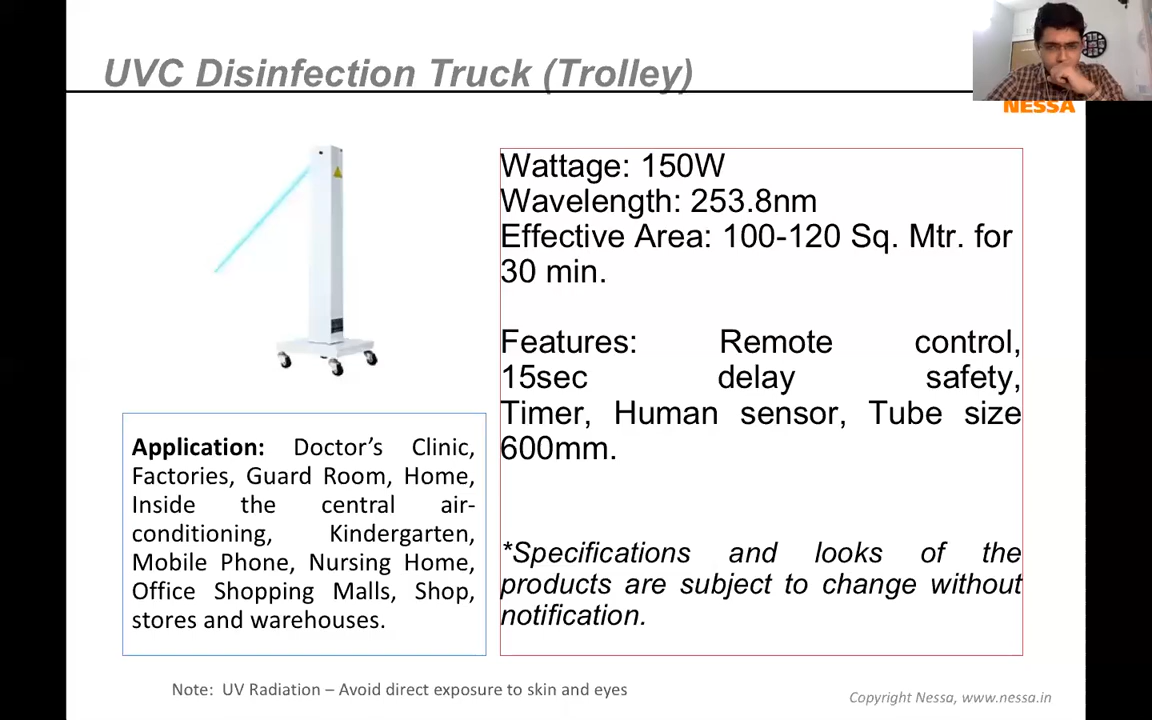 UVC Disinfection Truck (Trolley)
NESSA
Wattage: 150W
Wavelength: 253.8nm
Effective Area: 100-120 Sq. Mtr. for
30 min.
Features: Remote control,
15sec delay safety,
Timer, Human sensor, Tube size
600mm.
*Specifications and looks of the
products are subject to change without
notification.
Application: Doctor’s Clinic,
Factories, Guard Room, Home,
Inside the central air-
conditioning, Kindergarten,
Mobile Phone, Nursing Home,
Office Shopping Malls, Shop,
stores and warehouses.
Note: UV Radiation – Avoid direct exposure to skin and eyes
Copyright Nessa, www.nessa.in